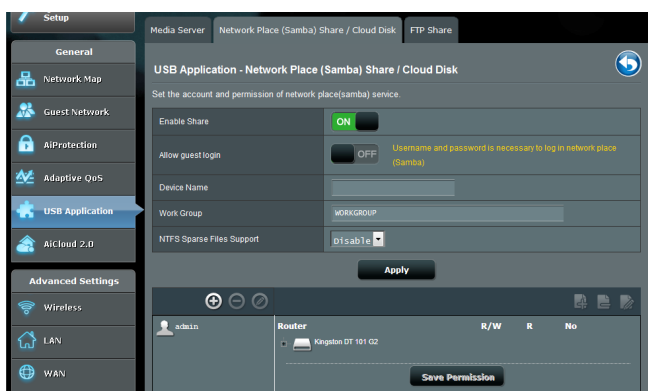 Setup
Media Server
Network Place (Samba) Share / Cloud Disk
FTP Share
General
Network Map
Guest Network
AiProtection
Adaptive QoS
USB Application
AiCloud 2.0
Advanced Settings
Wireless
LAN
WAN
USB Application - Network Place (Samba) Share / Cloud Disk
Set the account and permission of network place(samba) service.
Enable Share
ON
Allow guest login
OFF
Username and password is necessary to log in network place
(Samba)
Device Name
Work Group
WORKGROUP
NTFS Sparse Files Support
Disable
Apply
admin
Router R/W R No
Kingston DT 101 G2
Save Permission